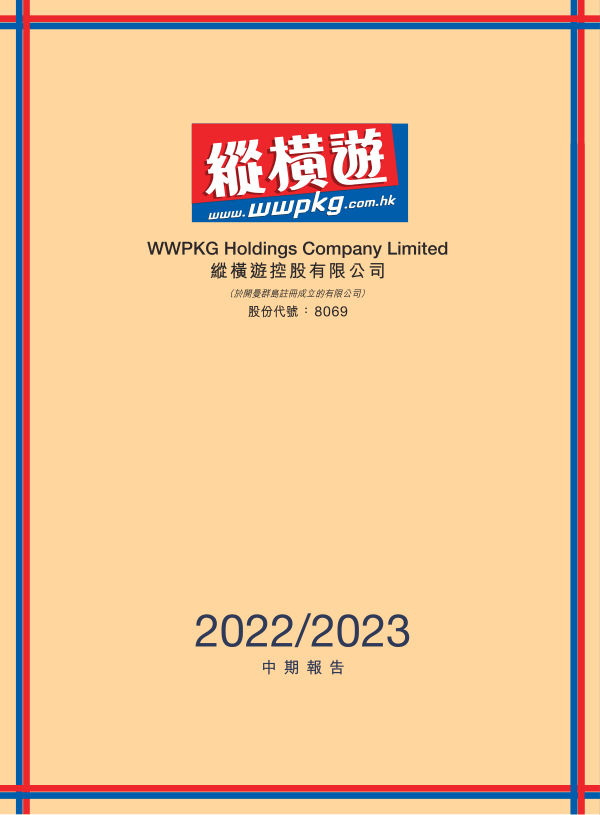 縱橫遊
www.wwpkg.com.hk
WWPKG Holdings Company Limited
縱橫遊控股有限公司
（於開曼群島註冊成立的有限公司）
股份代號：8069
2022/2023
中期報告